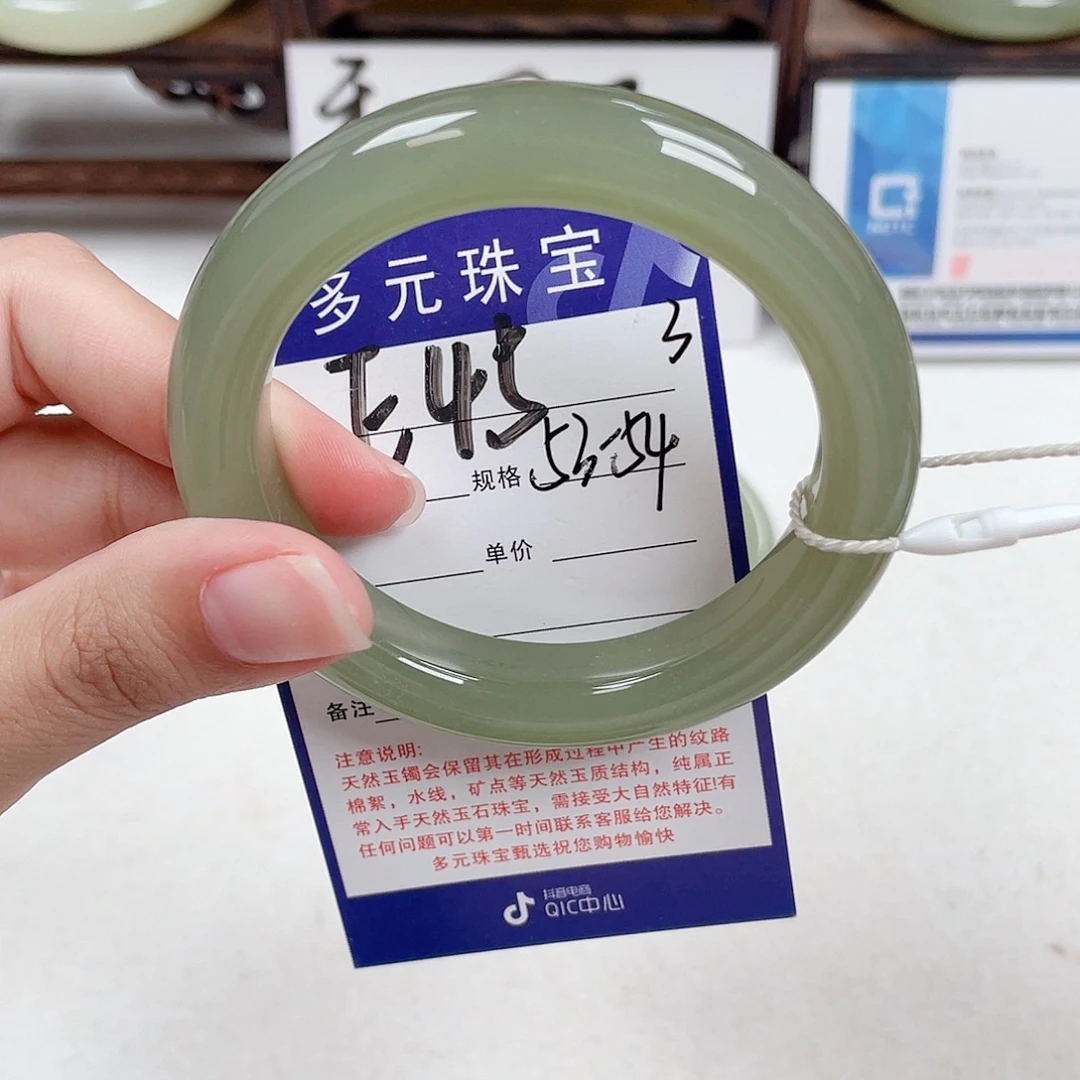 多元珠宝
3
规格 53-54
单价
备注
注意说明:
天然玉镯会保留其在形成过程中产生的纹路
棉絮，水线，矿点等天然玉质结构，纯属正
常入手天然玉石珠宝，需接受大自然特征!有
任何问题可以第一时间联系客服给您解决。
多元珠宝甄选祝您购物愉快
抖音电商
QIC中心